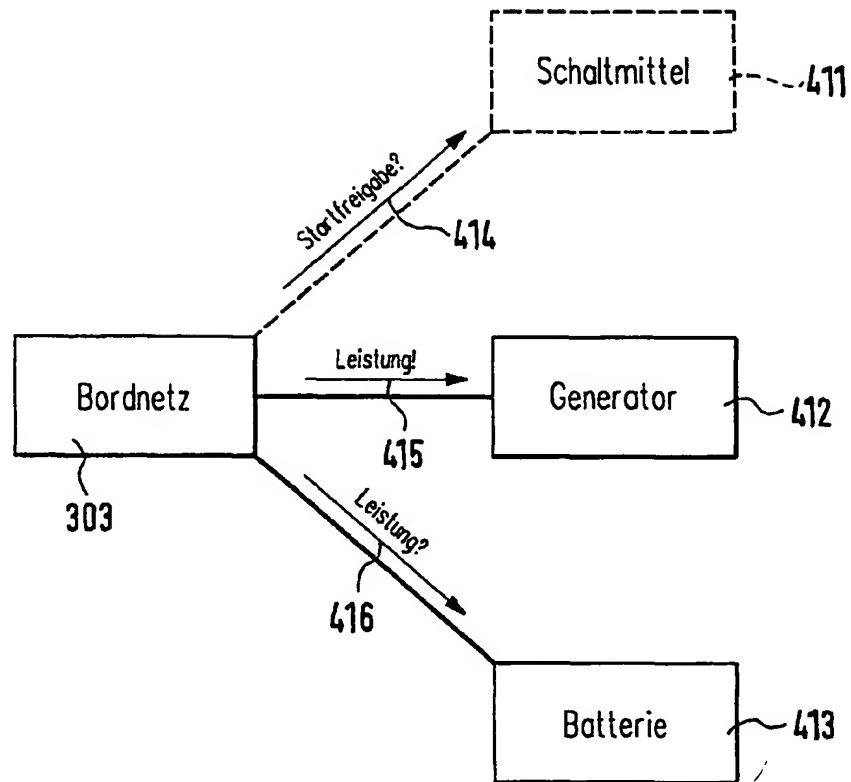 Schaltmittel
411
Startfreigabe?
414
Bordnetz
303
Leistung!
415
Generator
412
Leistung?
416
Batterie
413